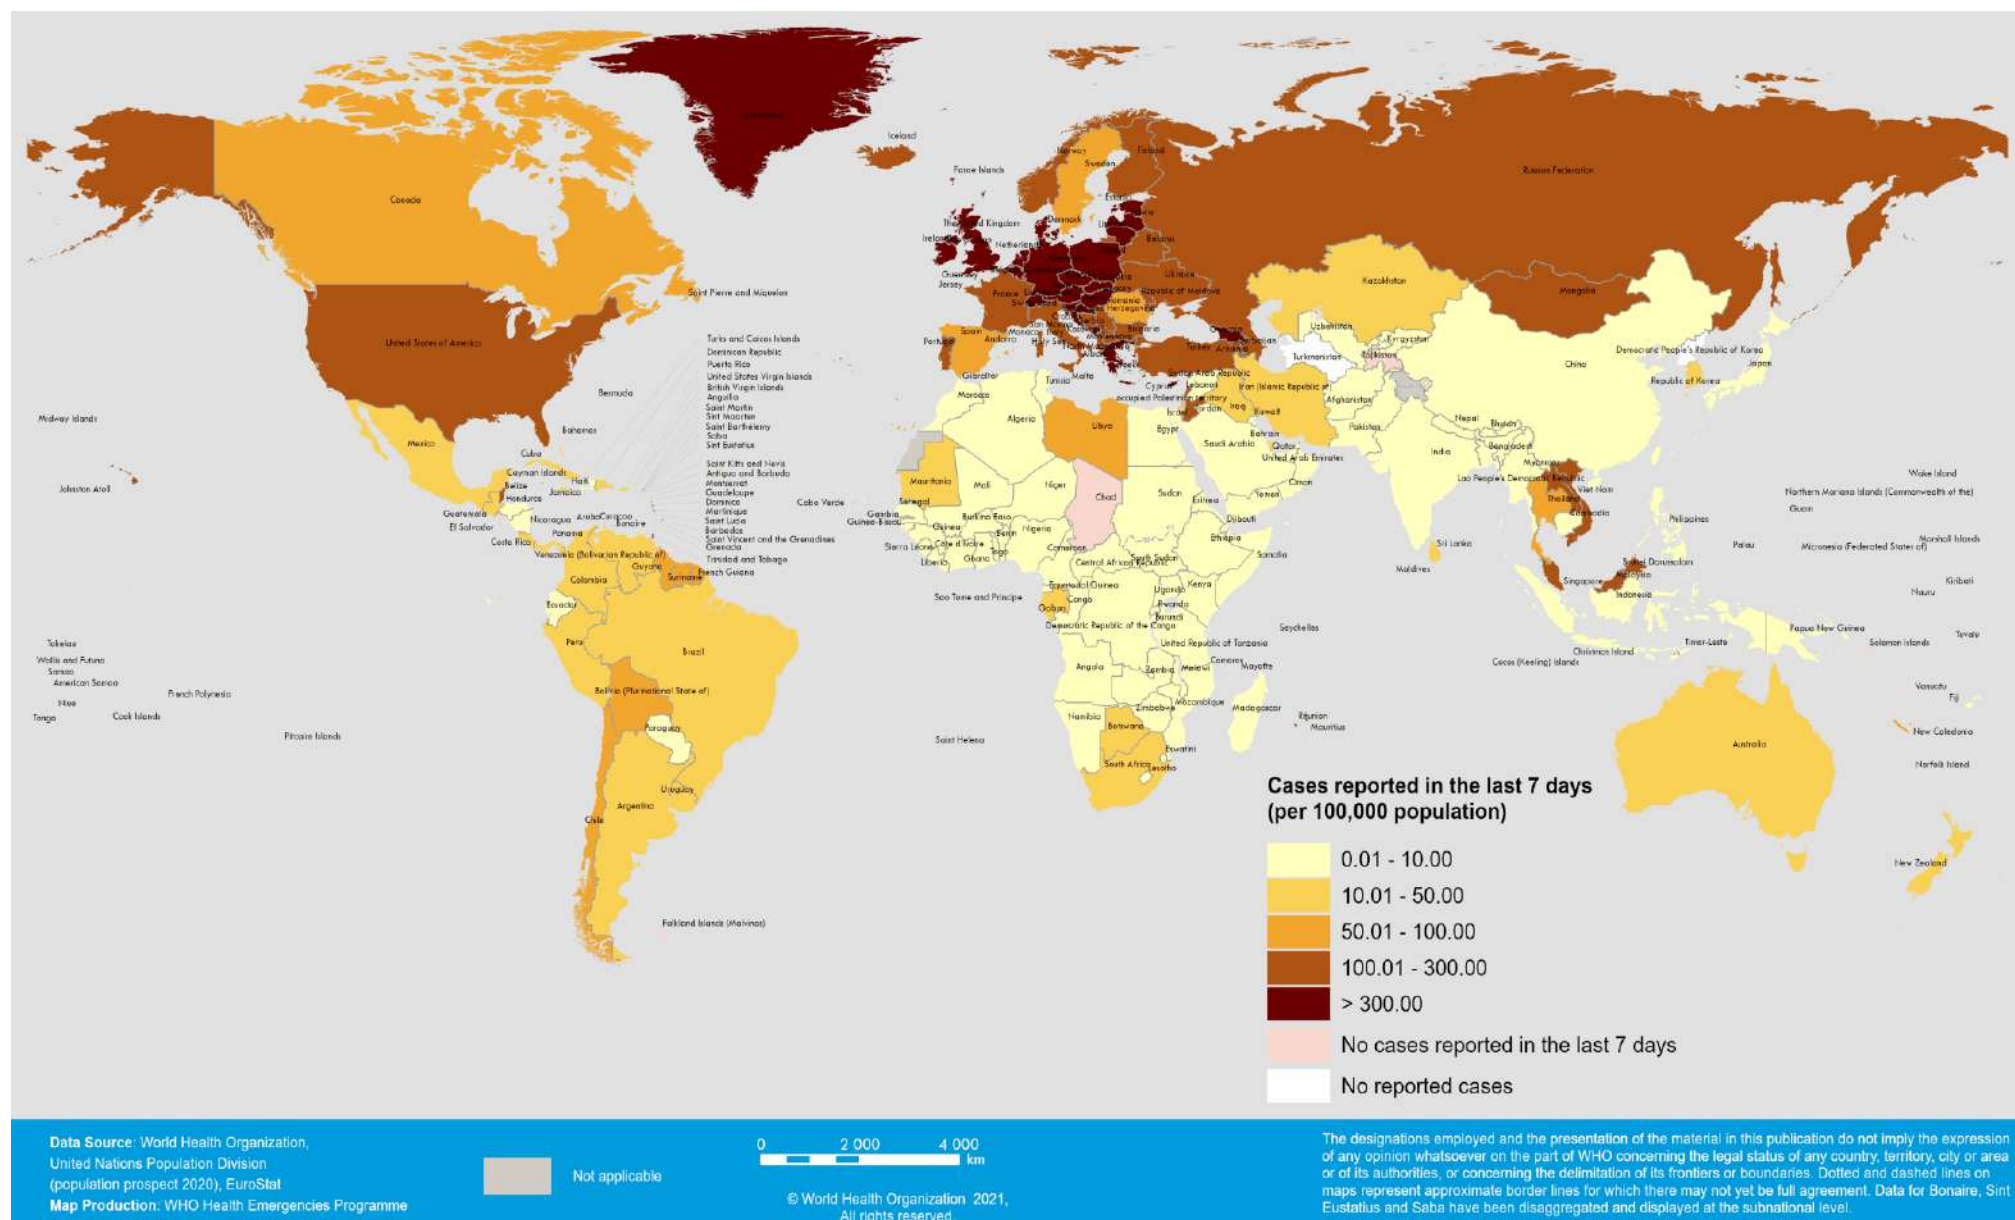 Iceland
Faroe Islands
Norway
Finland
Sweden
Russian Federation
Canada
Denmark
Ireland
Belarus
Guernsey
Jersey
Ukraine
Kazakhstan
Mongolia
Saint Pierre and Miquelon
France
Republic of Moldova
United States of America
Spain
Portugal
Andorra
Bulgaria
Turkey
Uzbekistan
Kyrgyzstan
Turkmenistan
Tajikistan
Democratic People's Republic of Korea
China
Japan
Republic of Korea
Turks and Caicos Islands
Dominican Republic
Puerto Rico
United States Virgin Islands
British Virgin Islands
Anguilla
Saint Martin
Sint Maarten
Saint Barthélemy
Saba
Sint Eustatius
Saint Kitts and Nevis
Antigua and Barbuda
Montserrat
Guadeloupe
Dominica
Martinique
Saint Lucia
Barbados
Saint Vincent and the Grenadines
Grenada
Trinidad and Tobago
French Guiana
Bermuda
Bahamas
Midway Islands
Johnston Atoll
Mexico
Cuba
Cayman Islands
Haiti
Belize
Jamaica
Honduras
Guatemala
El Salvador
Nicaragua
Aruba
Curaçao
Bonaire
Costa Rica
Panama
Venezuela (Bolivarian Republic of)
Guyana
Suriname
Colombia
Ecuador
Peru
Brazil
Bolivia (Plurinational State of)
Paraguay
Uruguay
Argentina
Chile
Falkland Islands (Malvinas)
Tokelau
Wallis and Futuna
Samoa
American Samoa
Niue
Tonga
Cook Islands
French Polynesia
Pitcairn Islands
Gibraltar
Tunisia
Malta
Cyprus
Lebanon
Syrian Arab Republic
occupied Palestinian territory
Israel
Jordan
Iraq
Iran (Islamic Republic of)
Kuwait
Afghanistan
Pakistan
Morocco
Algeria
Libya
Egypt
Saudi Arabia
Bahrain
Qatar
United Arab Emirates
Oman
Yemen
India
Nepal
Bhutan
Bangladesh
Myanmar
Lao People's Democratic Republic
Viet Nam
Thailand
Cambodia
Philippines
Cabo Verde
Mauritania
Mali
Niger
Chad
Sudan
Eritrea
Senegal
Gambia
Guinea-Bissau
Guinea
Burkina Faso
Sierra Leone
Côte d'Ivoire
Liberia
Ghana
Togo
Benin
Nigeria
Cameroon
Central African Republic
South Sudan
Djibouti
Ethiopia
Somalia
Sao Tome and Principe
Equatorial Guinea
Gabon
Congo
Uganda
Kenya
Rwanda
Burundi
Democratic Republic of the Congo
United Republic of Tanzania
Seychelles
Angola
Zambia
Malawi
Comoros
Mayotte
Zimbabwe
Mozambique
Madagascar
Réunion
Mauritius
Namibia
Botswana
South Africa
Lesotho
Eswatini
Saint Helena
Sri Lanka
Maldives
Singapore
Malaysia
Brunei Darussalam
Indonesia
Timor-Leste
Christmas Island
Cocos (Keeling) Islands
Palau
Papua New Guinea
Wake Island
Northern Mariana Islands (Commonwealth of the)
Guam
Micronesia (Federated States of)
Marshall Islands
Kiribati
Nauru
Tuvalu
Solomon Islands
Vanuatu
Fiji
New Caledonia
Norfolk Island
Australia
New Zealand
Cases reported in the last 7 days
(per 100,000 population)
0.01 - 10.00
10.01 - 50.00
50.01 - 100.00
100.01 - 300.00
> 300.00
No cases reported in the last 7 days
No reported cases
Data Source: World Health Organization,
United Nations Population Division
(population prospect 2020), EuroStat
Map Production: WHO Health Emergencies Programme
Not applicable
0 2 000 4 000
km
© World Health Organization 2021,
All rights reserved.
The designations employed and the presentation of the material in this publication do not imply the expression
of any opinion whatsoever on the part of WHO concerning the legal status of any country, territory, city or area
or of its authorities, or concerning the delimitation of its frontiers or boundaries. Dotted and dashed lines on
maps represent approximate border lines for which there may not yet be full agreement. Data for Bonaire, Sint
Eustatius and Saba have been disaggregated and displayed at the subnational level.